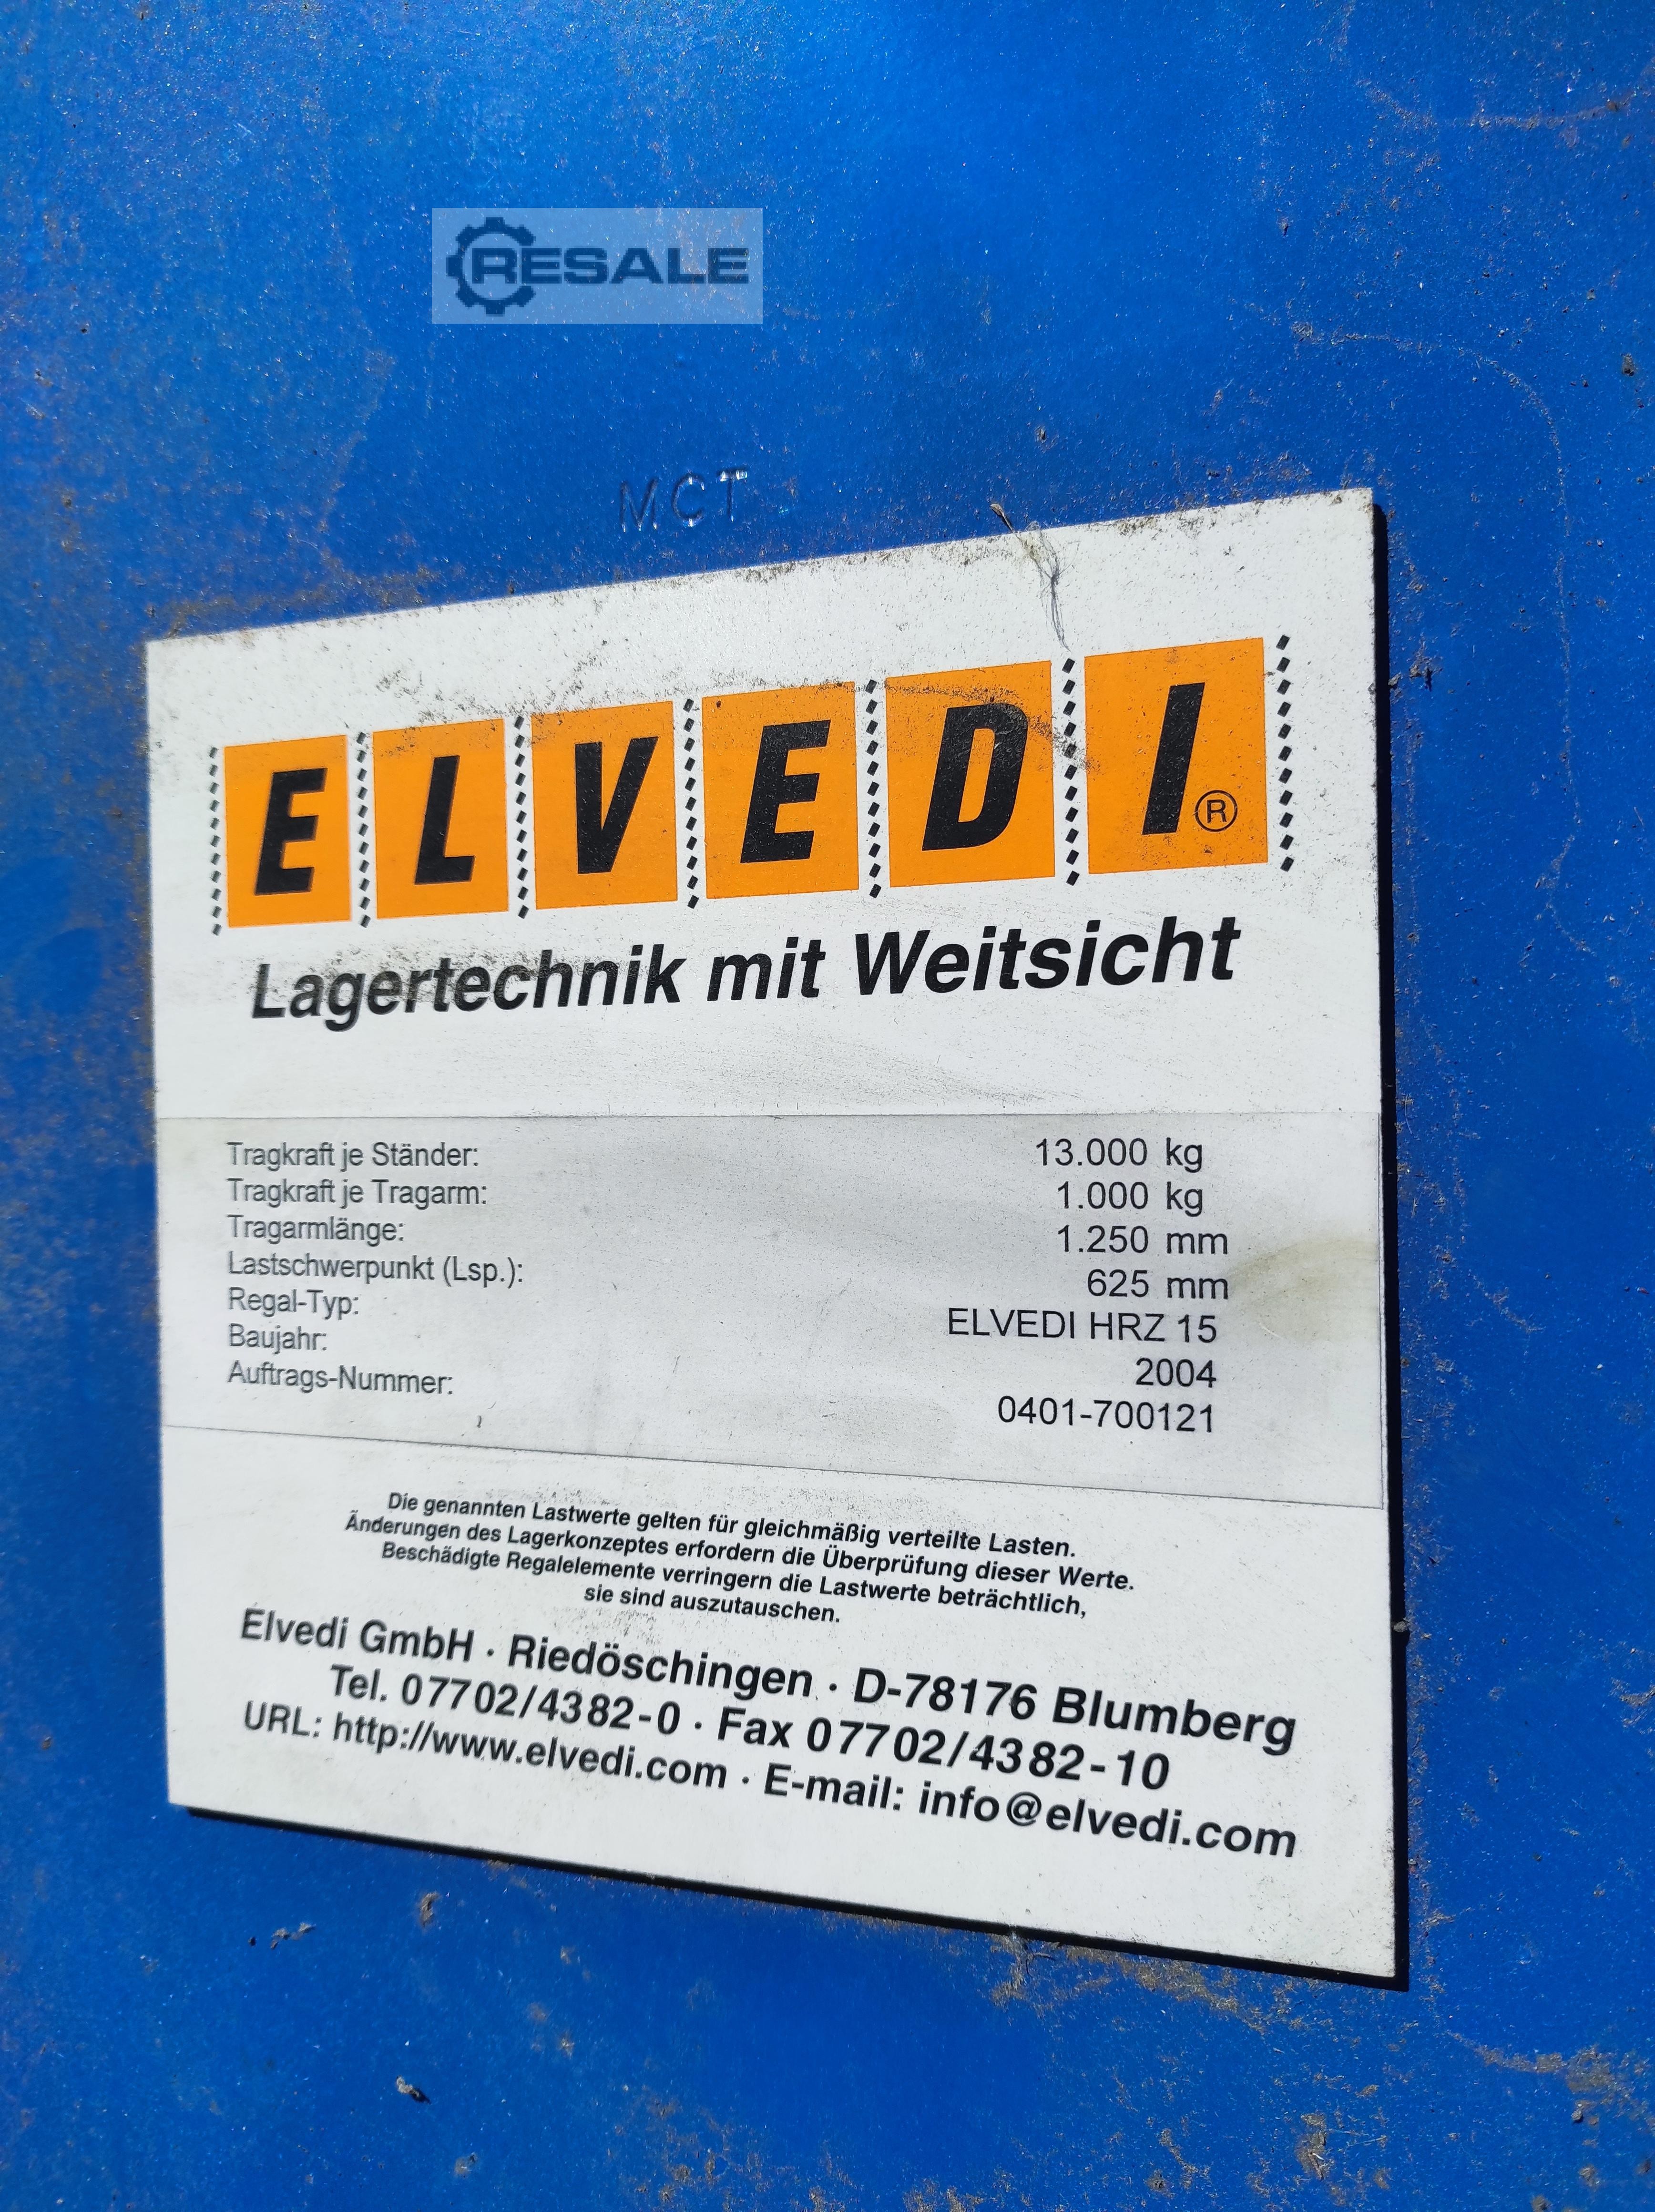 RESALE
MCT
ELVEDI®
Lagertechnik mit Weitsicht
Tragkraft je Ständer: 13.000 kg
Tragkraft je Tragarm: 1.000 kg
Tragarmlänge: 1.250 mm
Lastschwerpunkt (Lsp.): 625 mm
Regal-Typ: ELVEDI HRZ 15
Baujahr: 2004
Auftrags-Nummer: 0401-700121
Die genannten Lastwerte gelten für gleichmäßig verteilte Lasten.
Änderungen des Lagerkonzeptes erfordern die Überprüfung dieser Werte.
Beschädigte Regalelemente verringern die Lastwerte beträchtlich,
sie sind auszutauschen.
Elvedi GmbH · Riedöschingen · D-78176 Blumberg
Tel. 07702/4382-0 · Fax 07702/4382-10
URL: http://www.elvedi.com · E-mail: info@elvedi.com